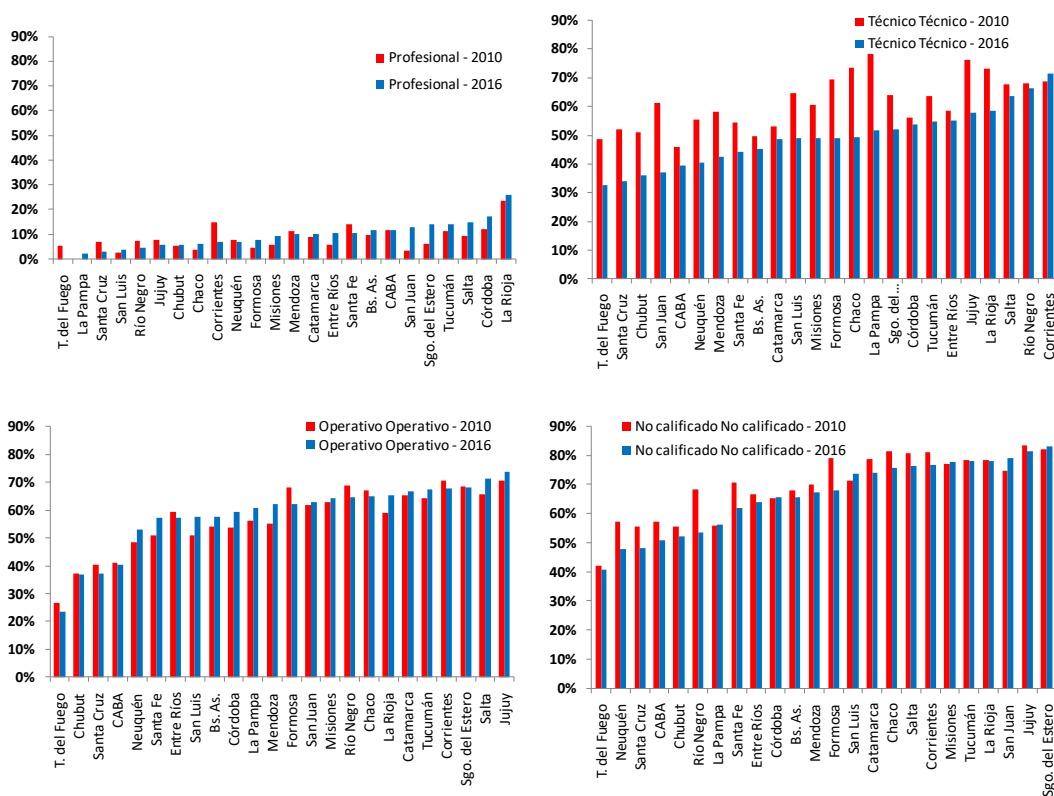 90%
80%
70%
60%
50%
40%
30%
20%
10%
0%
Profesional - 2010
Profesional - 2016
T. del Fuego
La Pampa
Santa Cruz
San Luis
Río Negro
Jujuy
Chubut
Chaco
Corrientes
Neuquén
Formosa
Misiones
Mendoza
Catamarca
Entre Ríos
Santa Fe
Bs. As.
CABA
San Juan
Sgo. del Estero
Tucumán
Salta
Córdoba
La Rioja
90%
80%
70%
60%
50%
40%
30%
20%
10%
0%
Técnico Técnico - 2010
Técnico Técnico - 2016
T. del Fuego
Santa Cruz
Chubut
San Juan
CABA
Neuquén
Mendoza
Santa Fe
Bs. As.
Catamarca
San Luis
Misiones
Formosa
Chaco
La Pampa
Sgo. del...
Córdoba
Tucumán
Entre Ríos
Jujuy
La Rioja
Salta
Río Negro
Corrientes
90%
80%
70%
60%
50%
40%
30%
20%
10%
0%
Operativo Operativo - 2010
Operativo Operativo - 2016
T. del Fuego
Chubut
Santa Cruz
CABA
Neuquén
Santa Fe
Entre Ríos
San Luis
Bs. As.
Córdoba
La Pampa
Mendoza
Formosa
San Juan
Misiones
Río Negro
Chaco
La Rioja
Catamarca
Tucumán
Corrientes
Sgo. del Estero
Salta
Jujuy
90%
80%
70%
60%
50%
40%
30%
20%
10%
0%
No calificado No calificado - 2010
No calificado No calificado - 2016
T. del Fuego
Neuquén
Santa Cruz
CABA
Chubut
Río Negro
La Pampa
Santa Fe
Entre Ríos
Córdoba
Bs. As.
Mendoza
Formosa
San Luis
Catamarca
Chaco
Salta
Corrientes
Misiones
Tucumán
La Rioja
San Juan
Jujuy
Sgo. del Estero